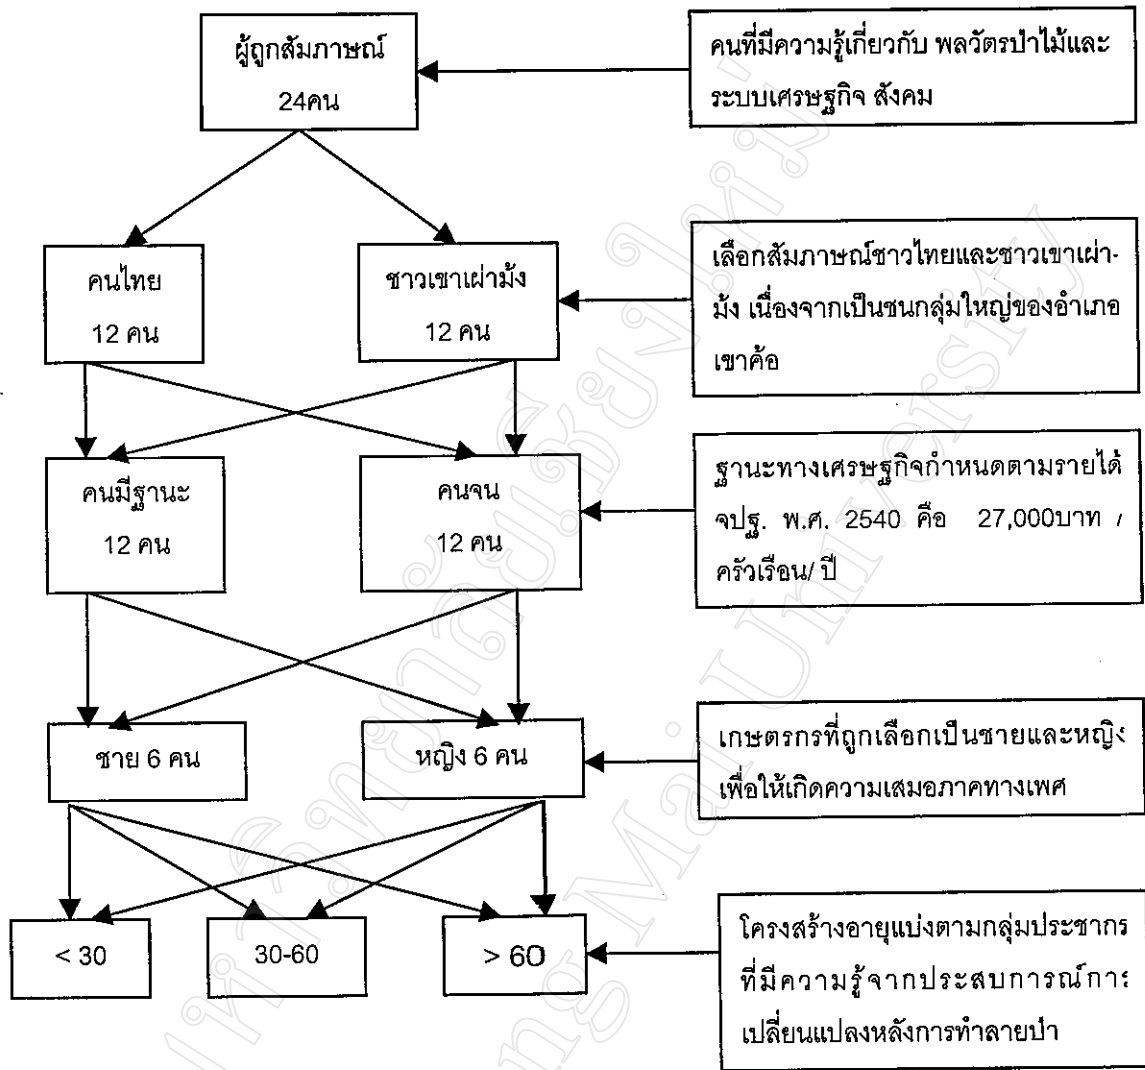 ผู้ถูกสัมภาษณ์
24คน
คนที่มีความรู้เกี่ยวกับ พลวัตรป่าไม้และ
ระบบเศรษฐกิจ สังคม
คนไทย
12 คน
ชาวเขาเผ่าม้ง
12 คน
เลือกสัมภาษณ์ชาวไทยและชาวเขาเผ่า-
ม้ง เนื่องจากเป็นชนกลุ่มใหญ่ของอำเภอ
เขาค้อ
คนมีฐานะ
12 คน
คนจน
12 คน
ฐานะทางเศรษฐกิจกำหนดตามรายได้
จปฐ. พ.ศ. 2540 คือ 27,000บาท /
ครัวเรือน/ ปี
ชาย 6 คน
หญิง 6 คน
เกษตรกรที่ถูกเลือกเป็นชายและหญิง
เพื่อให้เกิดความเสมอภาคทางเพศ
< 30
30-60
> 60
โครงสร้างอายุแบ่งตามกลุ่มประชากร
ที่มีความรู้จากประสบการณ์การ
เปลี่ยนแปลงหลังการทำลายป่า